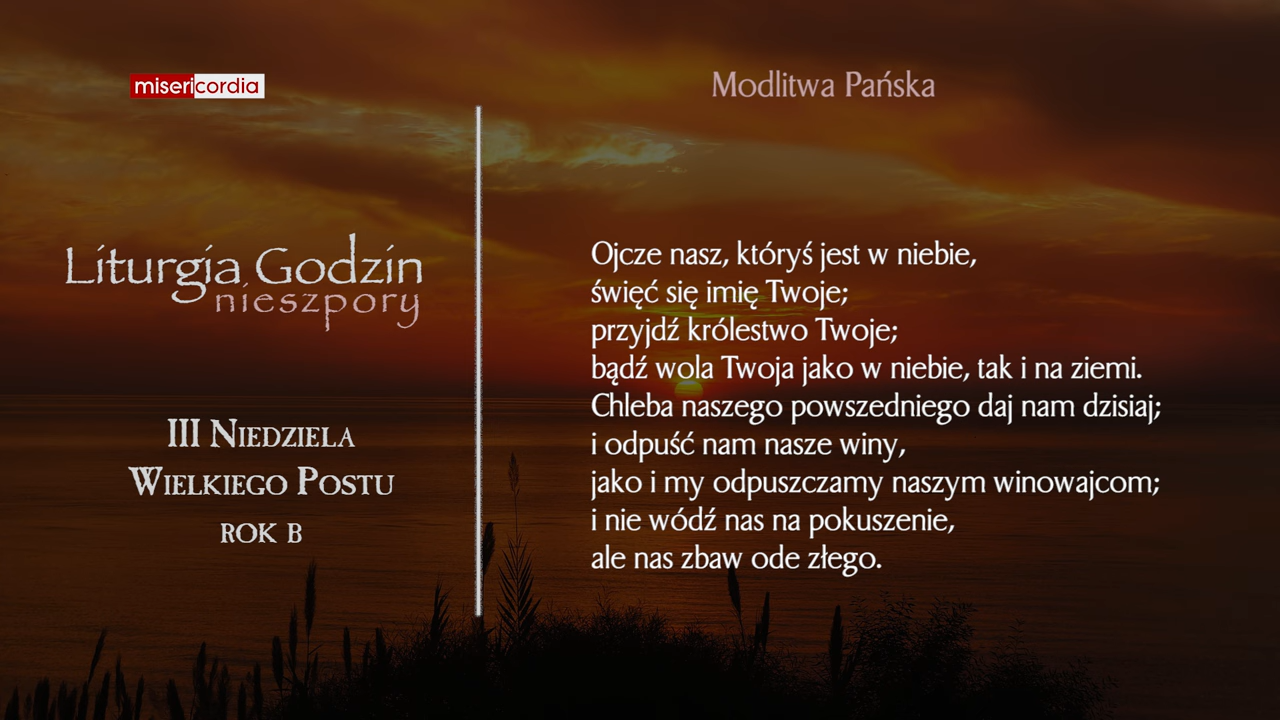 misericordia
Liturgia Godzin
nieszpory
III Niedziela
Wielkiego Postu
rok B
Modlitwa Pańska
Ojcze nasz, któryś jest w niebie,
święć się imię Twoje;
przyjdź królestwo Twoje;
bądź wola Twoja jako w niebie, tak i na ziemi.
Chleba naszego powszedniego daj nam dzisiaj;
i odpuść nam nasze winy,
jako i my odpuszczamy naszym winowajcom;
i nie wódź nas na pokuszenie,
ale nas zbaw ode złego.